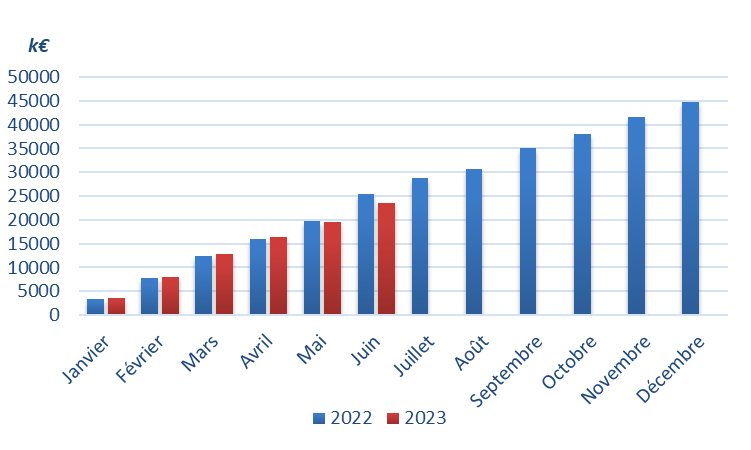 k€
50000
45000
40000
35000
30000
25000
20000
15000
10000
5000
0
Janvier
Février
Mars
Avril
Mai
Juin
Juillet
Août
Septembre
Octobre
Novembre
Décembre
2022 2023